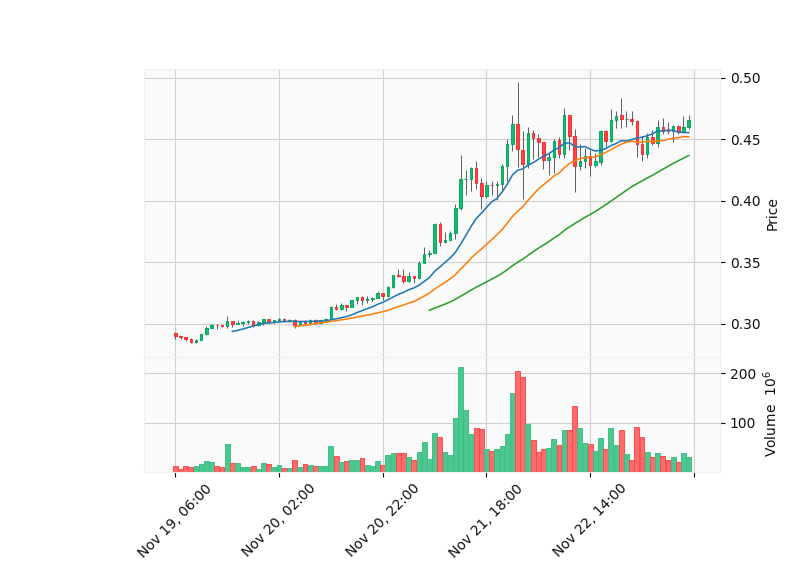 0.50
0.45
0.40
0.35
0.30
Price
200
100
Volume 10^6
Nov 19, 06:00
Nov 20, 02:00
Nov 20, 22:00
Nov 21, 18:00
Nov 22, 14:00